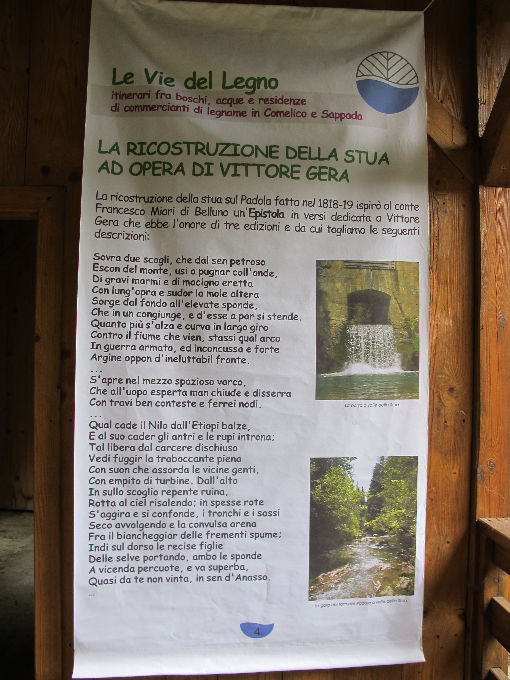 Le Vie del Legno
itinerari fra boschi, acque e residenze
di commercianti di legname in Comelico e Sappada
LA RICOSTRUZIONE DELLA STUA
AD OPERA DI VITTORE GERA
La ricostruzione della stua sul Padola fatta nel 1818-19 ispirò al conte
Francesco Miari di Belluno un'Epistola in versi dedicata a Vittore
Gera che ebbe l'onore di tre edizioni e da cui togliamo le seguenti
descrizioni:
Sovra due scogli, che dal sen petroso
Escon del monte, usi a pugnar coll'onde,
Di gravi marmi e di macigno eretta
Con lung'opra e sudor la mole altera
Sorge dal fondo all'elevate sponde,
Che in un congiunge, e d'esse a par si stende,
Quanto più s'alza e curva in largo giro
Contro il fiume che vien, stassi qual arco
In guerra armato, ed inconcussa e forte
Argine oppon d'ineluttabil fronte.
...
S'apre nel mezzo spazioso varco,
Che all'uopo esperta man chiude e disserra
Con travi ben conteste e ferrei nodi.
...
Qual cade il Nilo dall'Etiopi balze,
E al suo cader gli antri e le rupi introna;
Tal libera dal carcere dischiuso
Vedi fuggir la traboccante piena
Con suon che assorda le vicine genti,
Con empito di turbine. Dall'alto
In sullo scoglio repente ruina,
Rotta al ciel risalendo; in spesse rote
S'aggira e si confonde, i tronchi e i sassi
Seco avvolgendo e la convulsa arena
Fra il biancheggiar delle frementi spume;
Indi sul dorso le recise figlie
Delle selve portando, ambo le sponde
A vicenda percuote, e va superba,
Quasi da te non vinta, in sen d'Anasso.
...
della Stua
Padola a valle della Stua
4